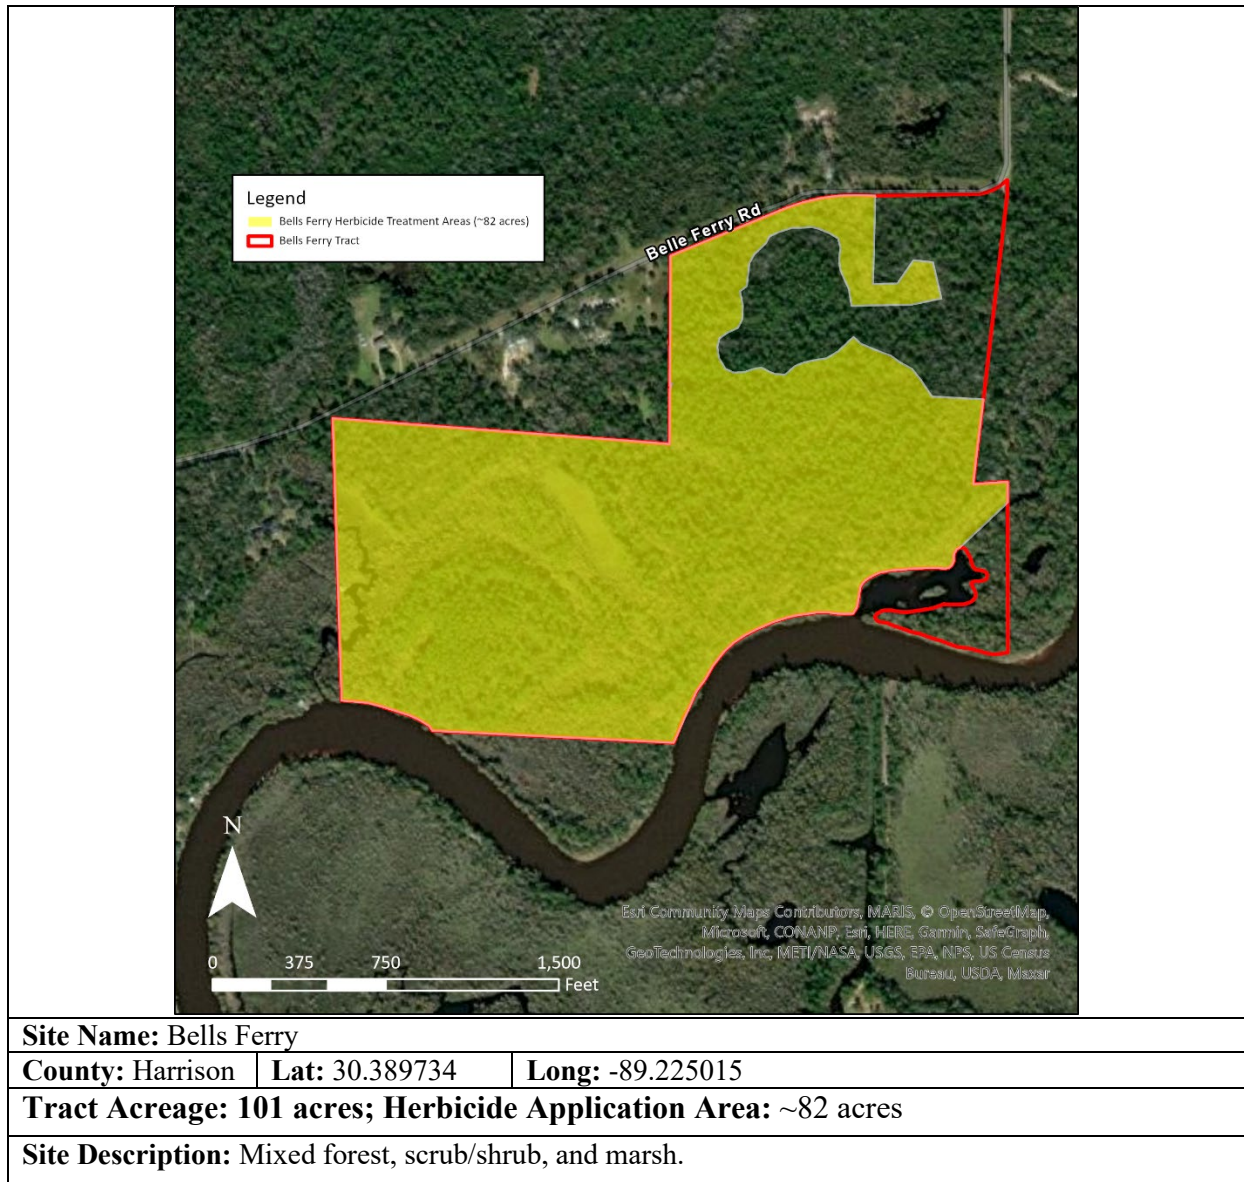 Legend
Bells Ferry Herbicide Treatment Areas (~82 acres)
Bells Ferry Tract
Belle Ferry Rd
N
0 375 750 1,500
Feet
Esri Community Maps Contributors, MARIS, © OpenStreetMap,
Microsoft, CONANP, Esri, HERE, Garmin, SafeGraph,
GeoTechnologies, Inc, METI/NASA, USGS, EPA, NPS, US Census
Bureau, USDA, Maxar
Site Name: Bells Ferry
County: Harrison Lat: 30.389734 Long: -89.225015
Tract Acreage: 101 acres; Herbicide Application Area: ~82 acres
Site Description: Mixed forest, scrub/shrub, and marsh.